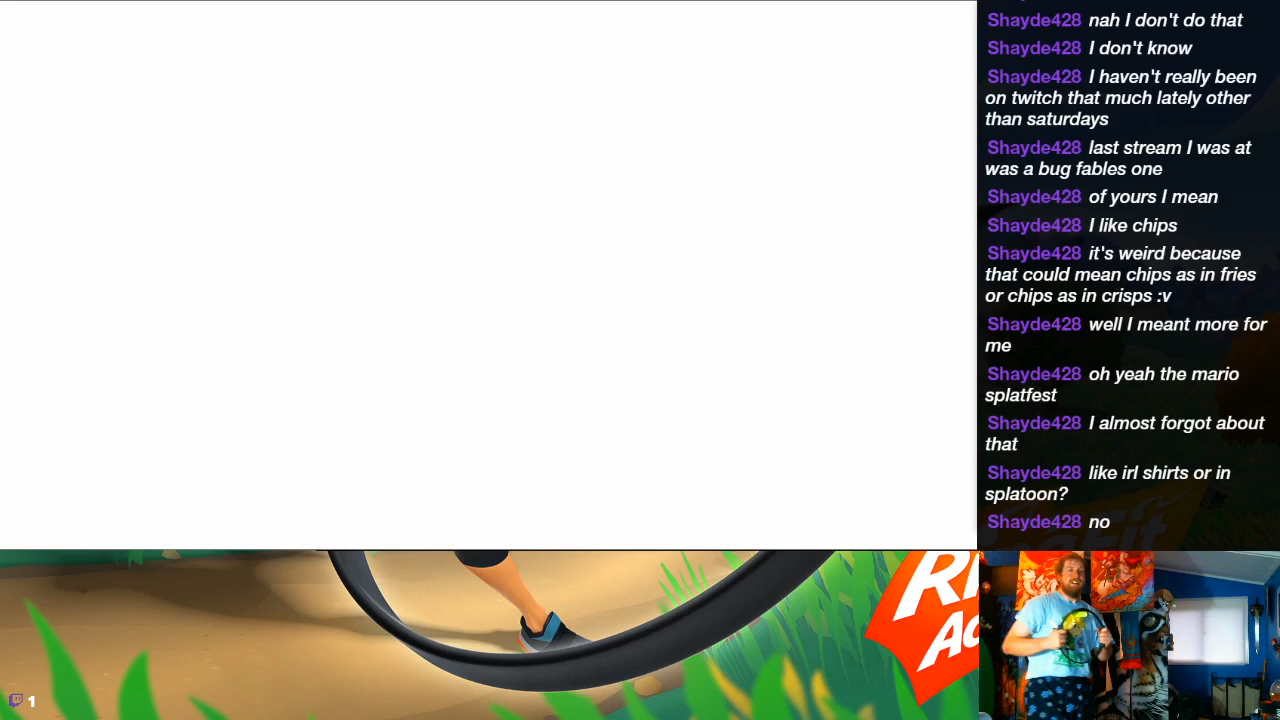 Shayde428 nah I don't do that
Shayde428 I don't know
Shayde428 I haven't really been
on twitch that much lately other
than saturdays
Shayde428 last stream I was at
was a bug fables one
Shayde428 of yours I mean
Shayde428 I like chips
Shayde428 it's weird because
that could mean chips as in fries
or chips as in crisps :v
Shayde428 well I meant more for
me
Shayde428 oh yeah the mario
splatfest
Shayde428 I almost forgot about
that
Shayde428 like irl shirts or in
splatoon?
Shayde428 no
1